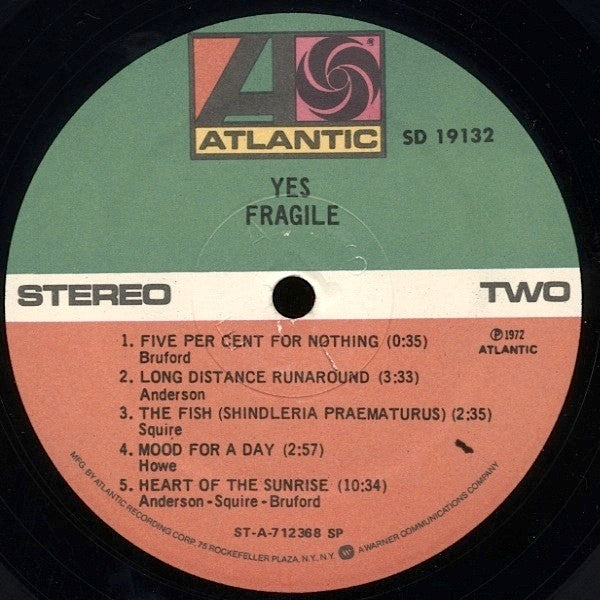 ATLANTIC
®
SD 19132
YES
FRAGILE
STEREO
TWO
℗ 1972
ATLANTIC
1. FIVE PER CENT FOR NOTHING (0:35)
Bruford
2. LONG DISTANCE RUNAROUND (3:33)
Anderson
3. THE FISH (SHINDLERIA PRAEMATURUS) (2:35)
Squire
4. MOOD FOR A DAY (2:57)
Howe
5. HEART OF THE SUNRISE (10:34)
Anderson - Squire - Bruford
ST-A-712368 SP
MFG. BY ATLANTIC RECORDING CORP. 75 ROCKEFELLER PLAZA, N.Y., N.Y. A WARNER COMMUNICATIONS COMPANY